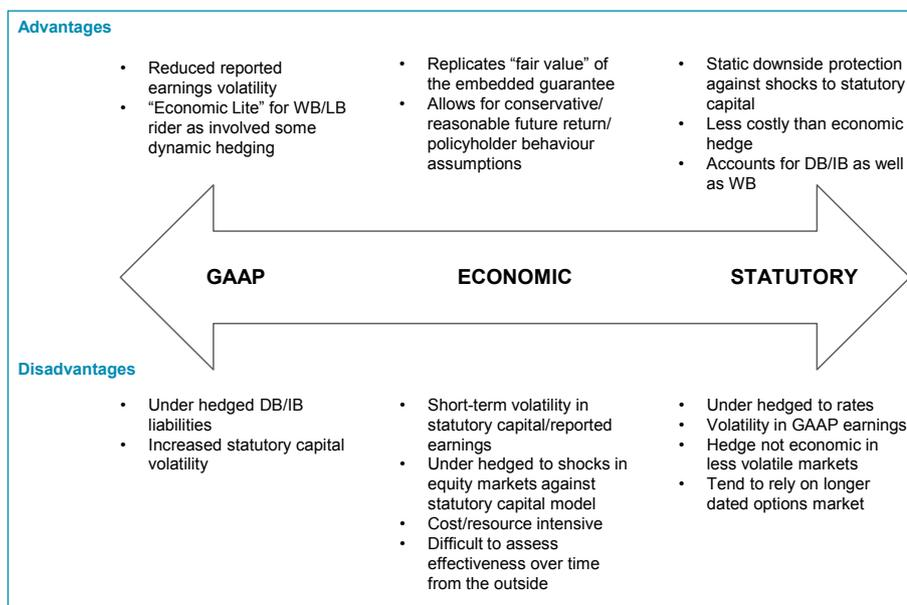 Advantages
• Reduced reported
earnings volatility
• “Economic Lite” for WB/LB
rider as involved some
dynamic hedging
• Replicates “fair value” of
the embedded guarantee
• Allows for conservative/
reasonable future return/
policyholder behaviour
assumptions
• Static downside protection
against shocks to statutory
capital
• Less costly than economic
hedge
• Accounts for DB/IB as well
as WB
GAAP
ECONOMIC
STATUTORY
Disadvantages
• Under hedged DB/IB
liabilities
• Increased statutory capital
volatility
• Short-term volatility in
statutory capital/reported
earnings
• Under hedged to shocks in
equity markets against
statutory capital model
• Cost/resource intensive
• Difficult to assess
effectiveness over time
from the outside
• Under hedged to rates
• Volatility in GAAP earnings
• Hedge not economic in
less volatile markets
• Tend to rely on longer
dated options market